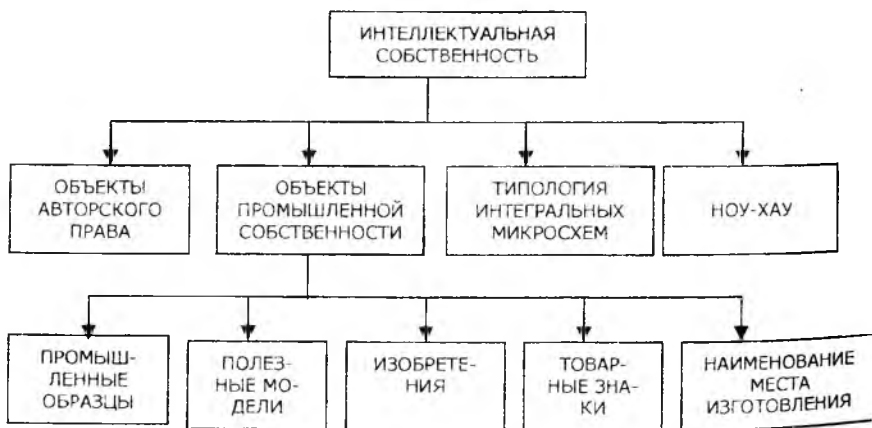 ИНТЕЛЛЕКТУАЛЬНАЯ
СОБСТВЕННОСТЬ
ОБЪЕКТЫ
АВТОРСКОГО
ПРАВА
ОБЪЕКТЫ
ПРОМЫШЛЕННОЙ
СОБСТВЕННОСТИ
ТИПОЛОГИЯ
ИНТЕГРАЛЬНЫХ
МИКРОСХЕМ
НОУ-ХАУ
ПРОМЫШ-
ЛЕННЫЕ
ОБРАЗЦЫ
ПОЛЕЗ-
НЫЕ МО-
ДЕЛИ
ИЗОБРЕТЕ-
НИЯ
ТОВАР-
НЫЕ ЗНА-
КИ
НАИМЕНОВАНИЕ
МЕСТА
ИЗГОТОВЛЕНИЯ